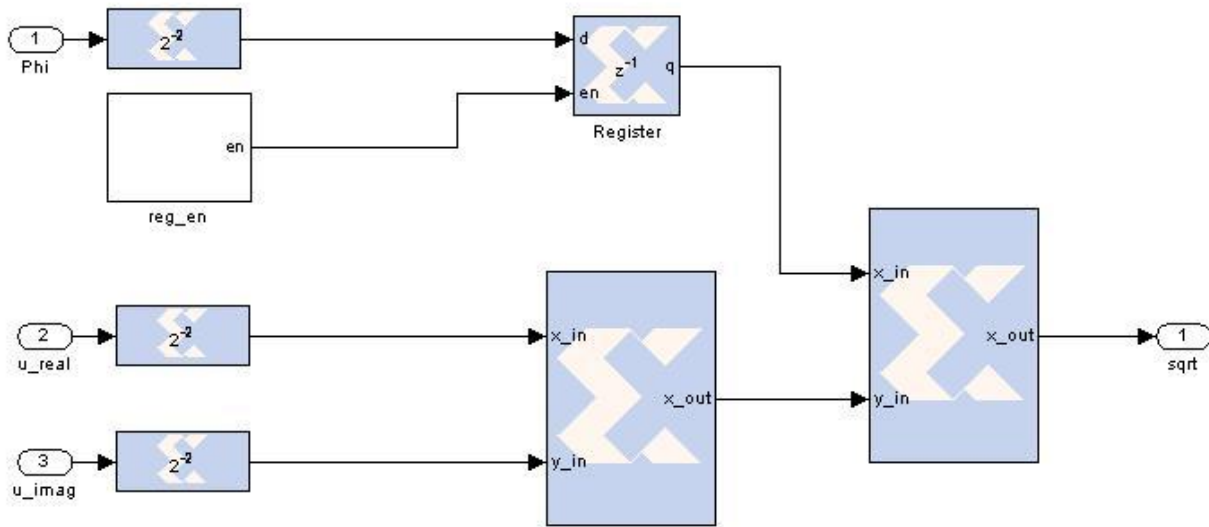 1
Phi
2⁻²
d
en
z⁻¹
q
Register
en
reg_en
2
u_real
2⁻²
3
u_imag
2⁻²
x_in
y_in
x_out
x_in
y_in
x_out
1
sqrt